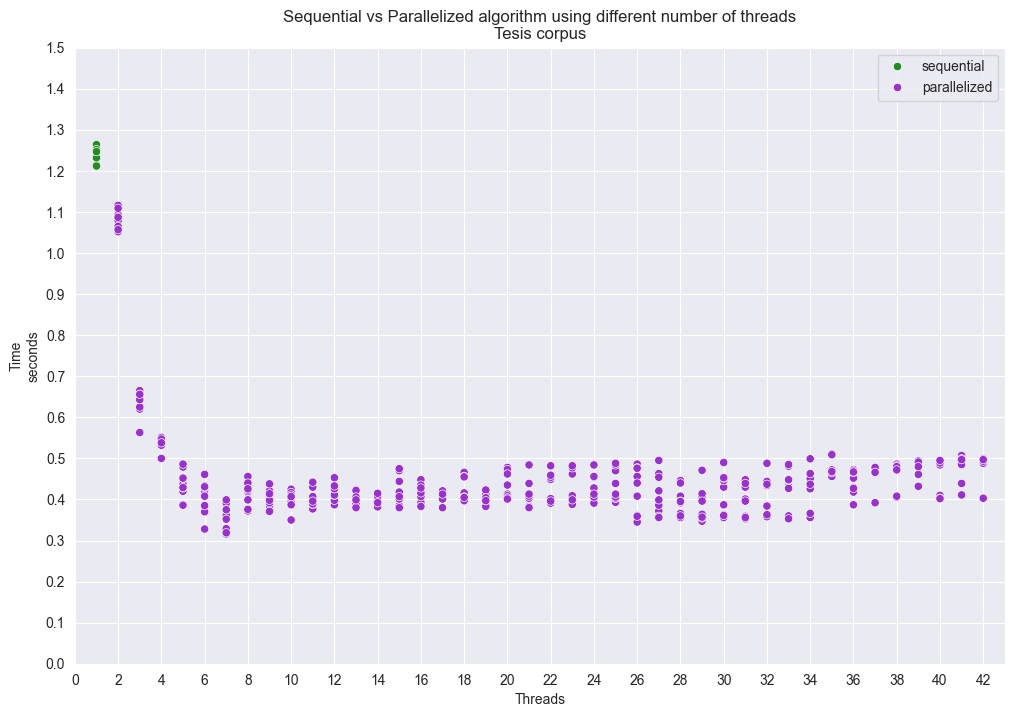 Sequential vs Parallelized algorithm using different number of threads
Tesis corpus
sequential
parallelized
1.5
1.4
1.3
1.2
1.1
1.0
0.9
0.8
0.7
0.6
0.5
0.4
0.3
0.2
0.1
0.0
Time
seconds
0 2 4 6 8 10 12 14 16 18 20 22 24 26 28 30 32 34 36 38 40 42
Threads